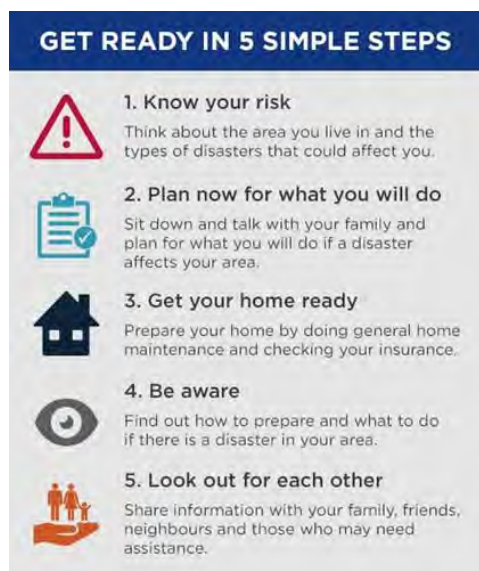 GET READY IN 5 SIMPLE STEPS
1. Know your risk
Think about the area you live in and the
types of disasters that could affect you.
2. Plan now for what you will do
Sit down and talk with your family and
plan for what you will do if a disaster
affects your area.
3. Get your home ready
Prepare your home by doing general home
maintenance and checking your insurance.
4. Be aware
Find out how to prepare and what to do
if there is a disaster in your area.
5. Look out for each other
Share information with your family, friends,
neighbours and those who may need
assistance.